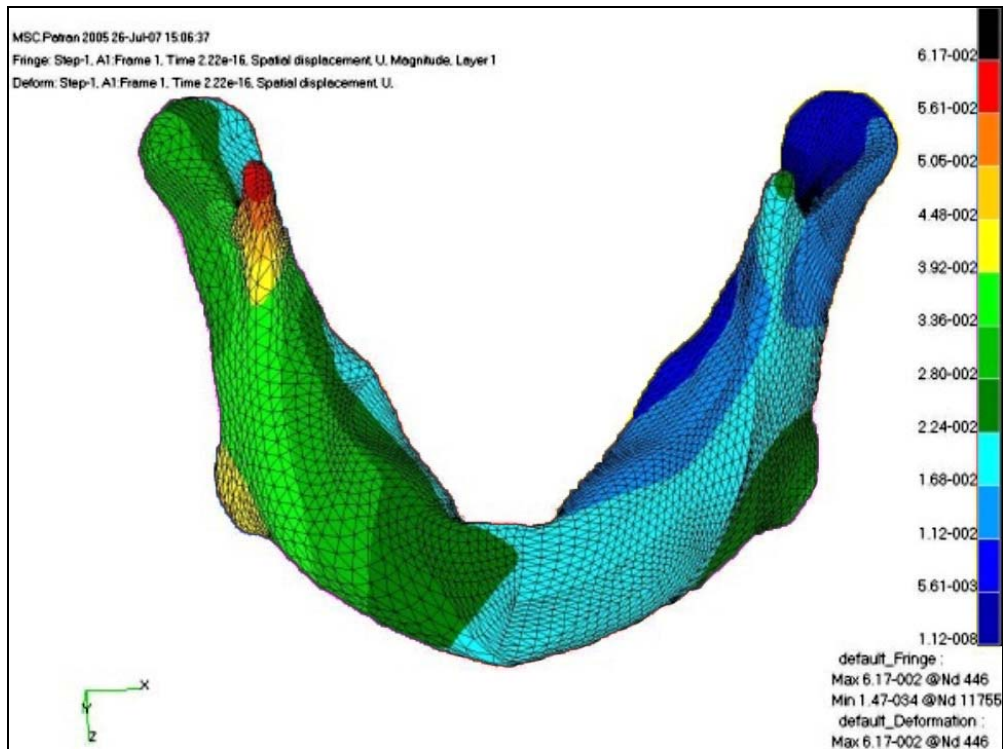 MSC.Patran 2005 26-Jul-07 15:06:37
Fringe: Step-1, A1:Frame 1, Time 2.22e-16, Spatial displacement, U, Magnitude, Layer 1
Deform: Step-1, A1:Frame 1, Time 2.22e-16, Spatial displacement, U,
6.17-002
5.61-002
5.05-002
4.48-002
3.92-002
3.36-002
2.80-002
2.24-002
1.68-002
1.12-002
5.61-003
1.12-008
default_Fringe :
Max 6.17-002 @Nd 446
Min 1.47-034 @Nd 11755
default_Deformation :
Max 6.17-002 @Nd 446
X
Y
Z